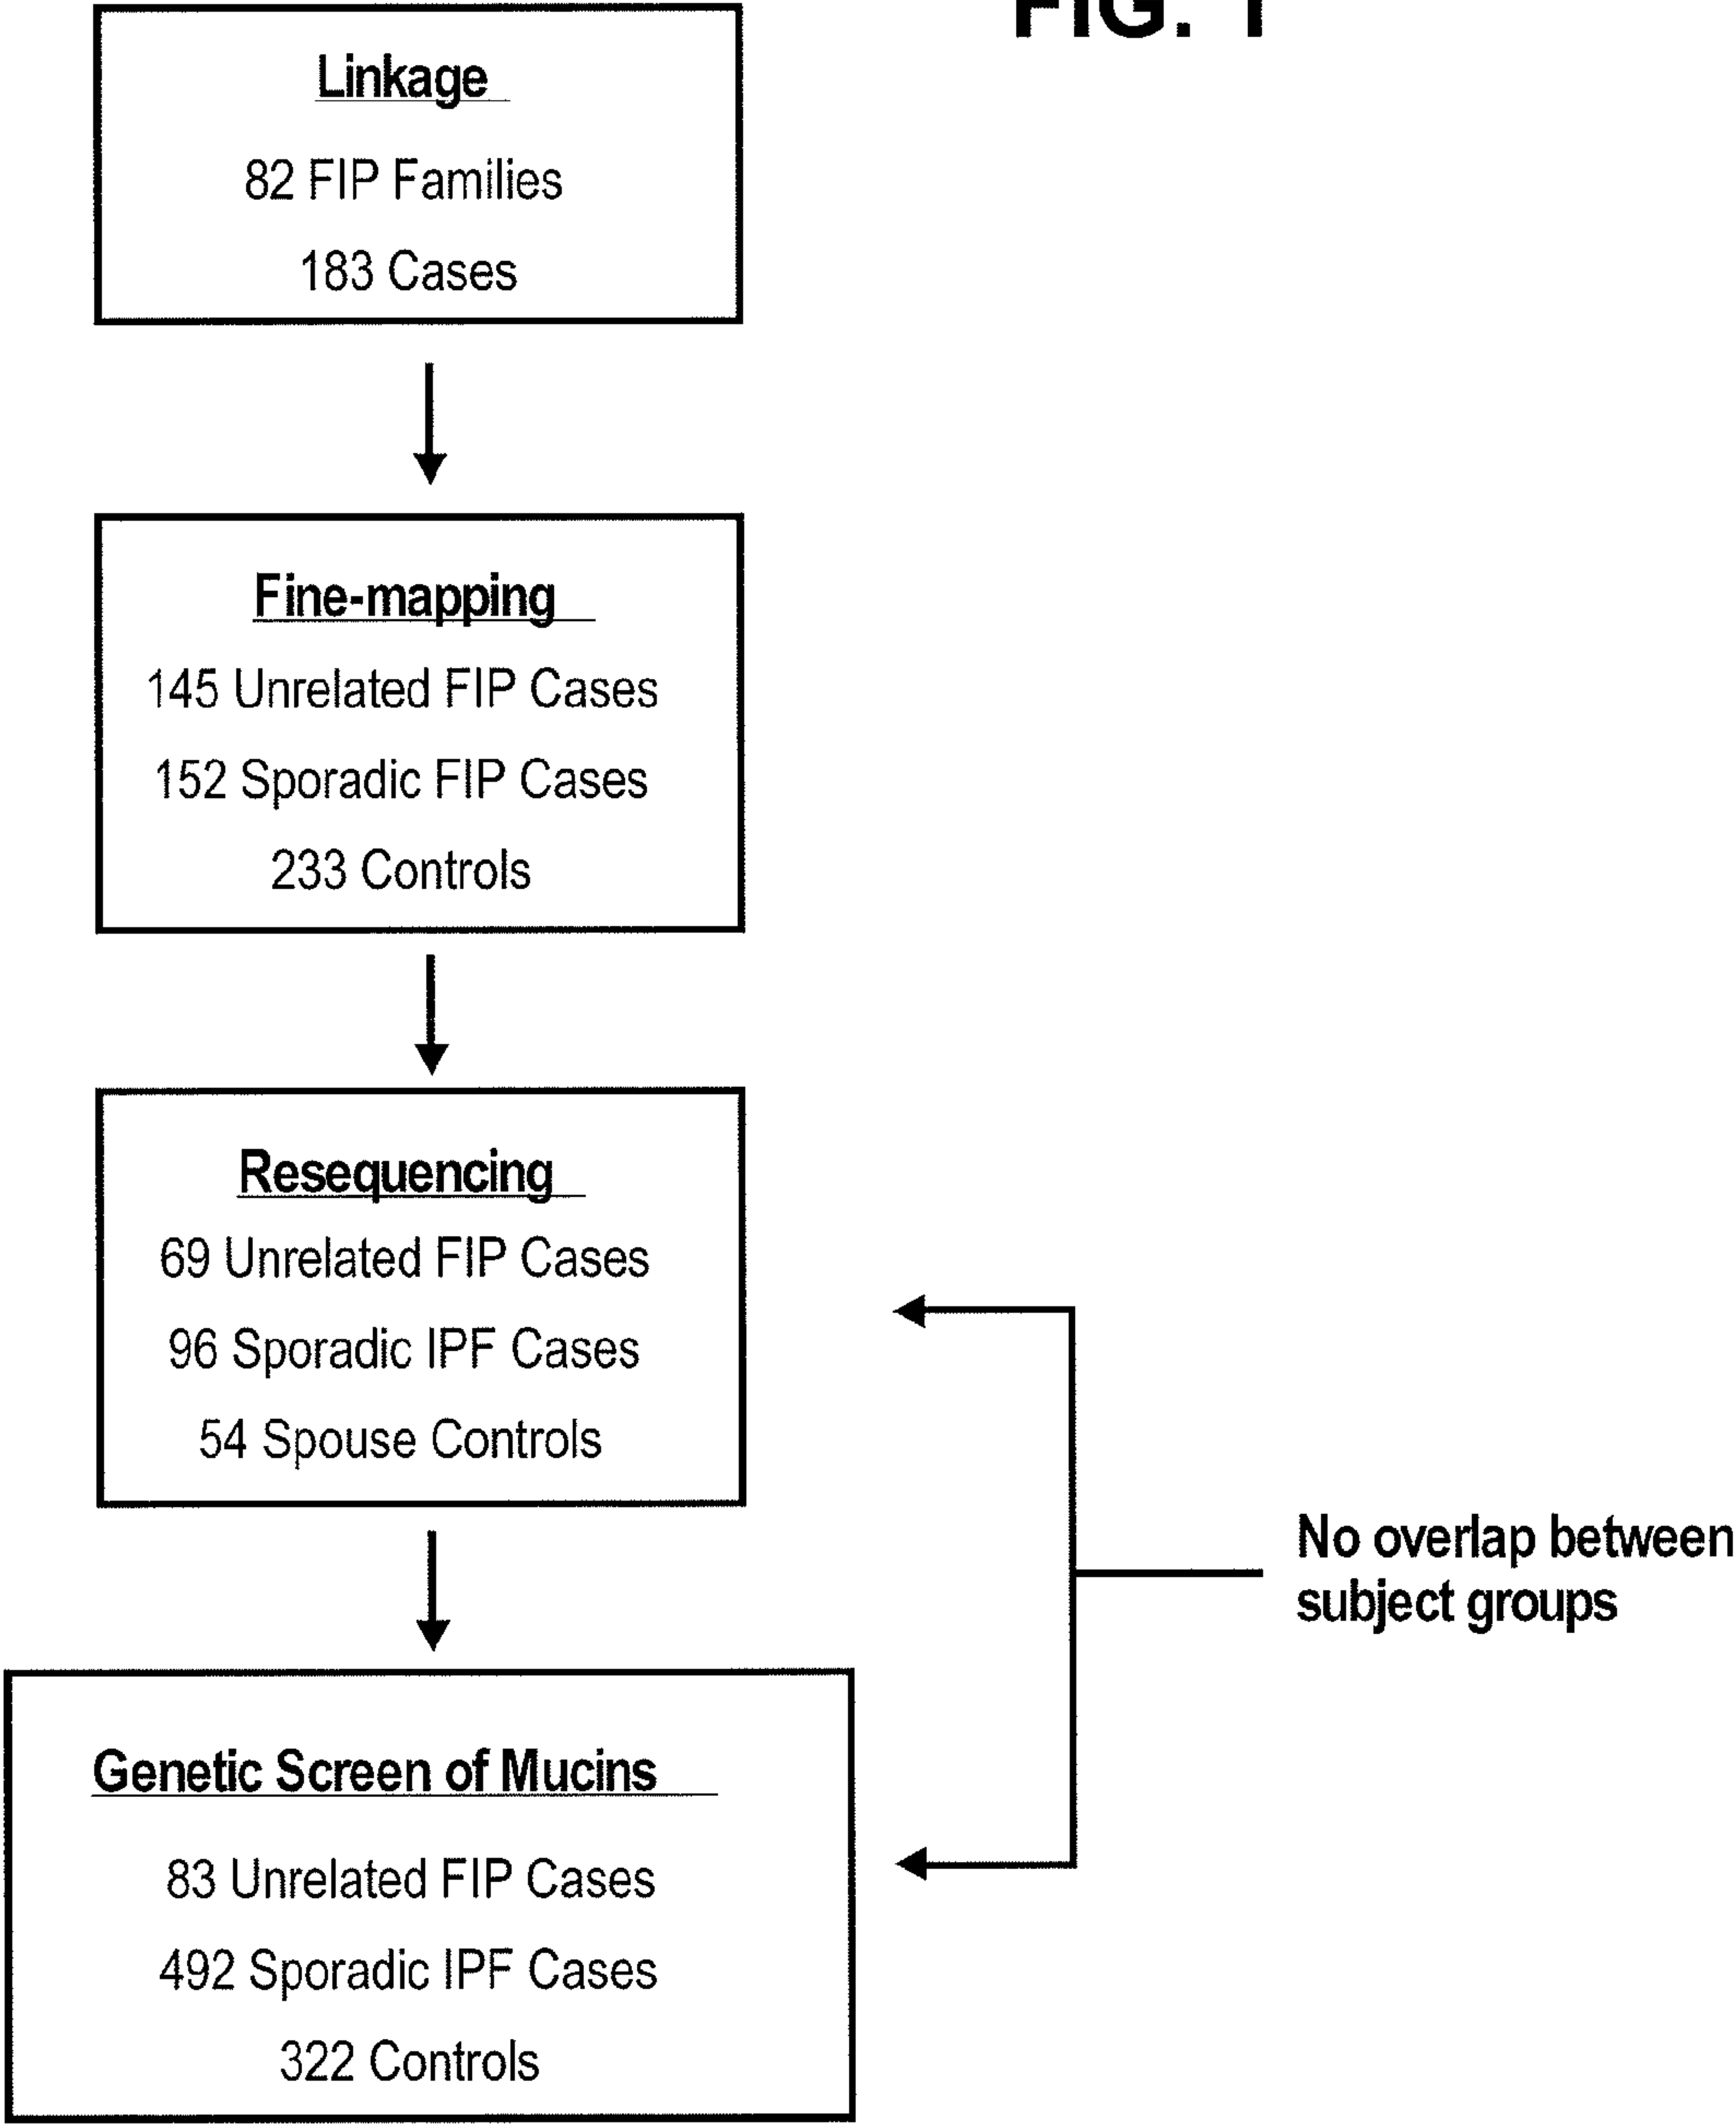 FIG. 1
Linkage
82 FIP Families
183 Cases
Fine-mapping
145 Unrelated FIP Cases
152 Sporadic FIP Cases
233 Controls
Resequencing
69 Unrelated FIP Cases
96 Sporadic IPF Cases
54 Spouse Controls
No overlap between
subject groups
Genetic Screen of Mucins
83 Unrelated FIP Cases
492 Sporadic IPF Cases
322 Controls